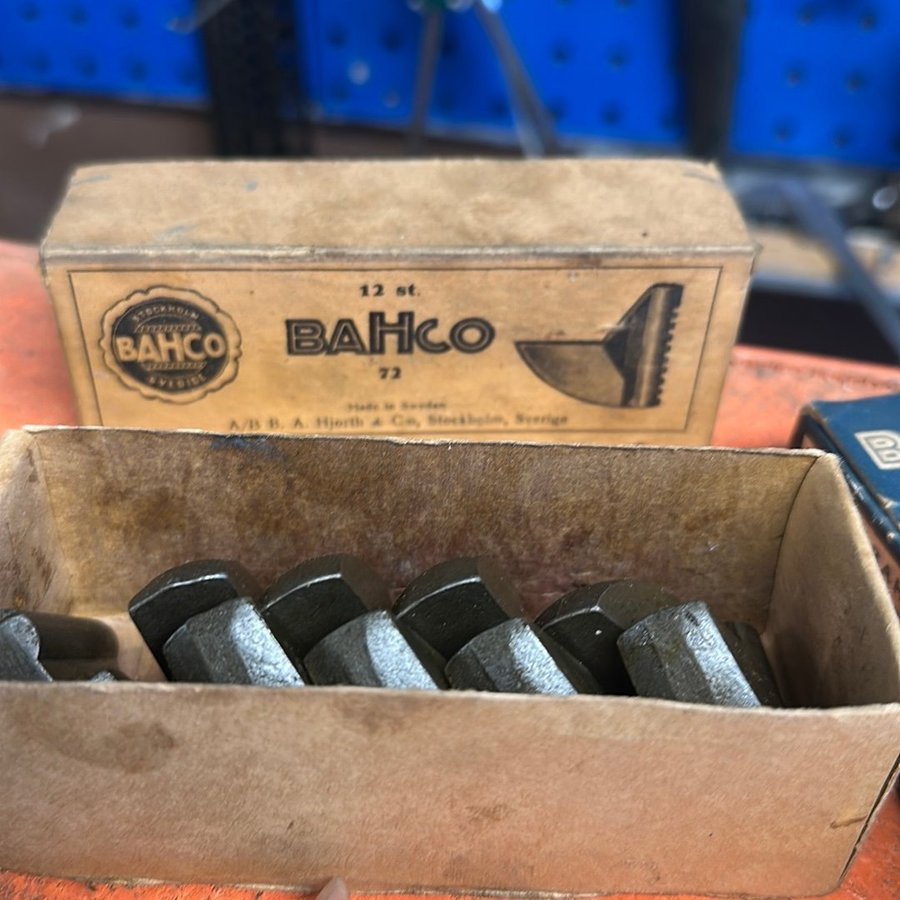 STOCKHOLM
BAHCO
SVERIGE
12 st.
BAHCO
72
Made in Sweden
A/B B. A. Hjorth & Co., Stockholm, Sverige
B